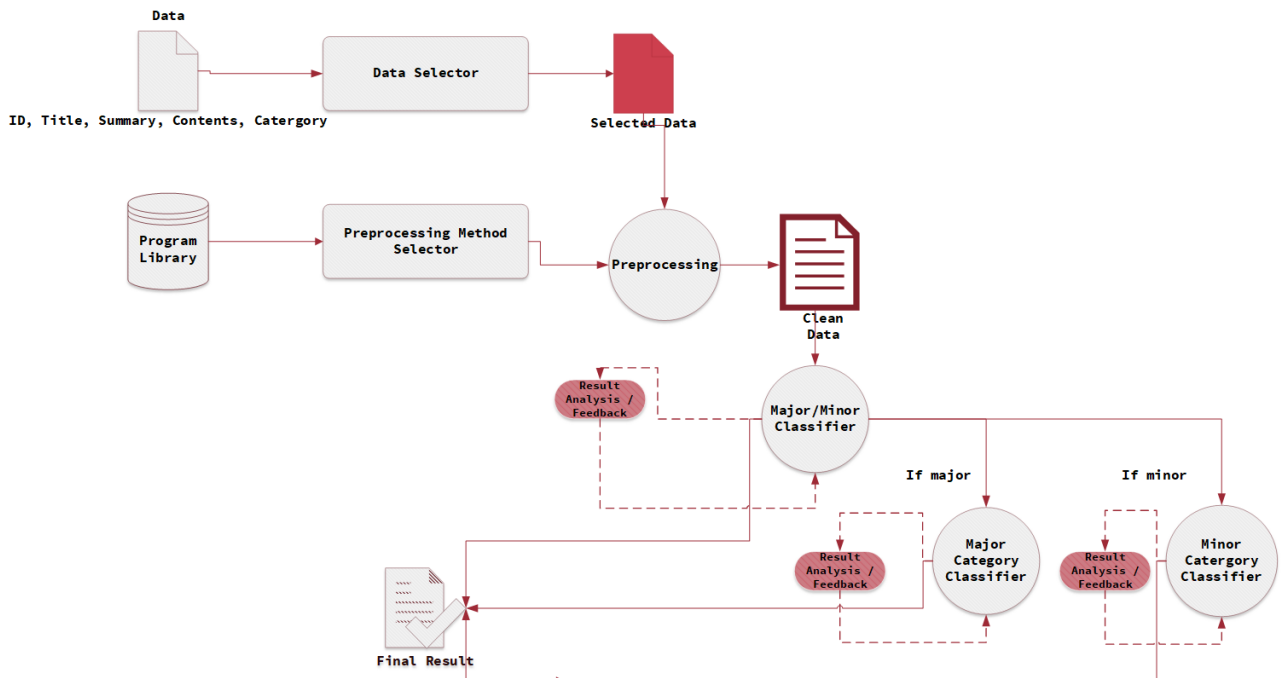 Data
Data Selector
ID, Title, Summary, Contents, Catergory
Selected Data
Program
Library
Preprocessing Method
Selector
Preprocessing
Clean
Data
Result
Analysis /
Feedback
Major/Minor
Classifier
If major
If minor
Result
Analysis /
Feedback
Major
Category
Classifier
Result
Analysis /
Feedback
Minor
Catergory
Classifier
Final Result